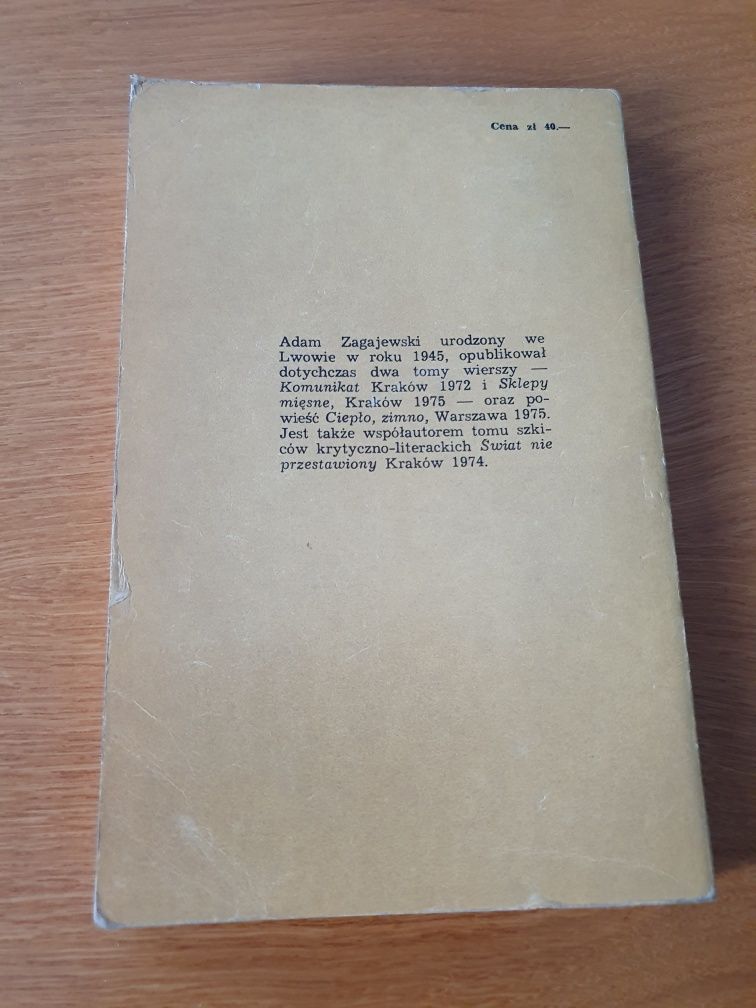 Cena zł 40.—
Adam Zagajewski urodzony we
Lwowie w roku 1945, opublikował
dotychczas dwa tomy wierszy —
Komunikat Kraków 1972 i Sklepy
mięsne, Kraków 1975 — oraz po-
wieść Ciepło, zimno, Warszawa 1975.
Jest także współautorem tomu szki-
ców krytyczno-literackich Swiat nie
przestawiony Kraków 1974.